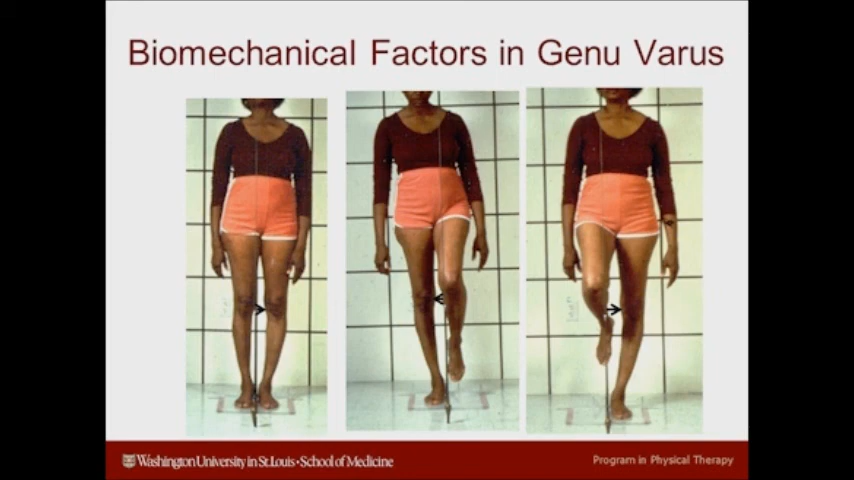 Biomechanical Factors in Genu Varus
Washington University in St. Louis • School of Medicine
Program in Physical Therapy